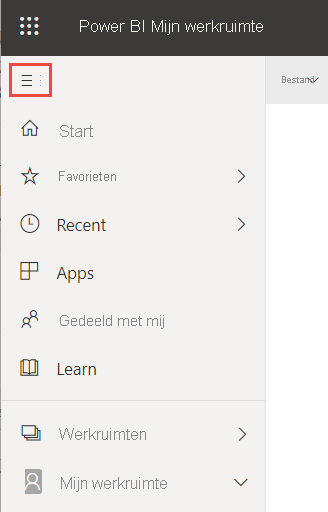 Power BI Mijn werkruimte
Bestand
Start
Favorieten
Recent
Apps
Gedeeld met mij
Learn
Werkruimten
Mijn werkruimte